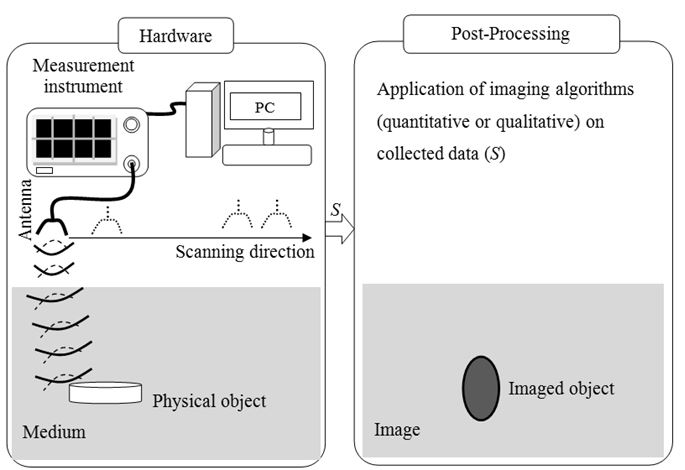 Hardware
Measurement
instrument
PC
Antenna
Scanning direction
Physical object
Medium
S
Post-Processing
Application of imaging algorithms
(quantitative or qualitative) on
collected data (S)
Imaged object
Image